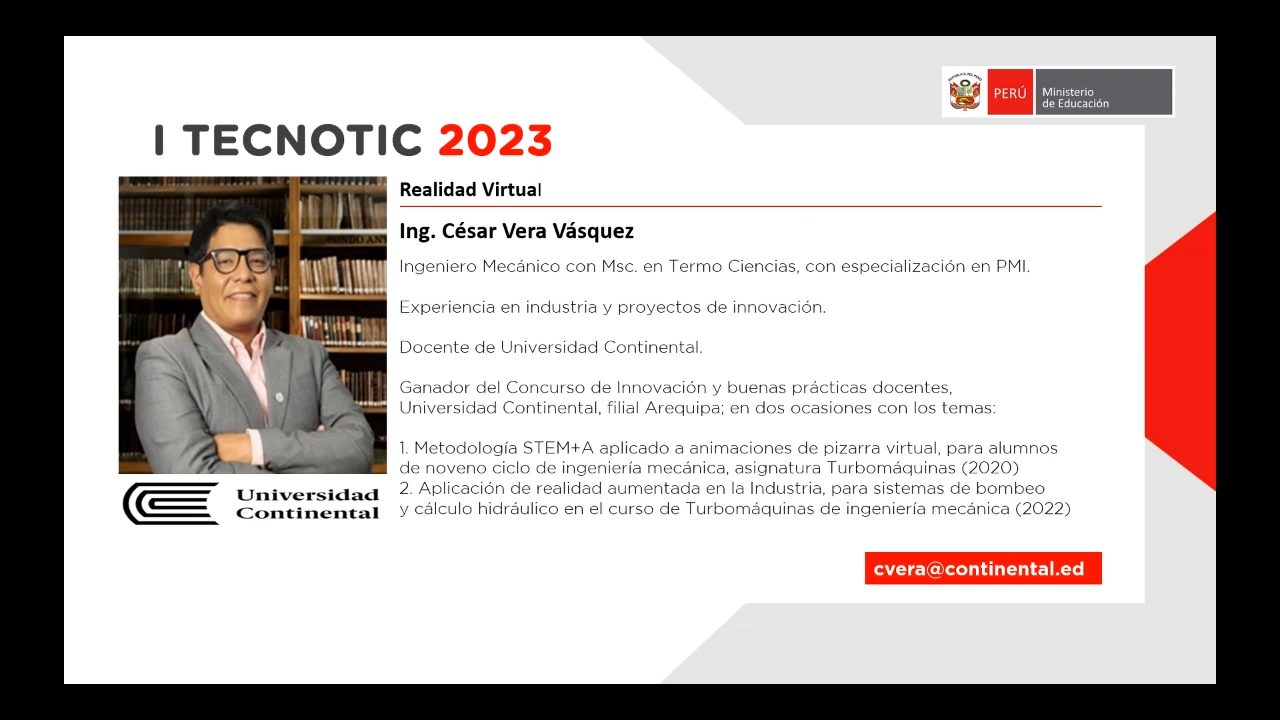 PERÚ
Ministerio
de Educación
I TECNOTIC 2023
Realidad Virtual
Ing. César Vera Vásquez
Ingeniero Mecánico con Msc. en Termo Ciencias, con especialización en PMI.
Experiencia en industria y proyectos de innovación.
Docente de Universidad Continental.
Ganador del Concurso de Innovación y buenas prácticas docentes,
Universidad Continental, filial Arequipa; en dos ocasiones con los temas:
1. Metodología STEM+A aplicado a animaciones de pizarra virtual, para alumnos
de noveno ciclo de ingeniería mecánica, asignatura Turbomáquinas (2020)
2. Aplicación de realidad aumentada en la Industria, para sistemas de bombeo
y cálculo hidráulico en el curso de Turbomáquinas de ingeniería mecánica (2022)
FONDO ANT
Universidad
Continental
cvera@continental.ed